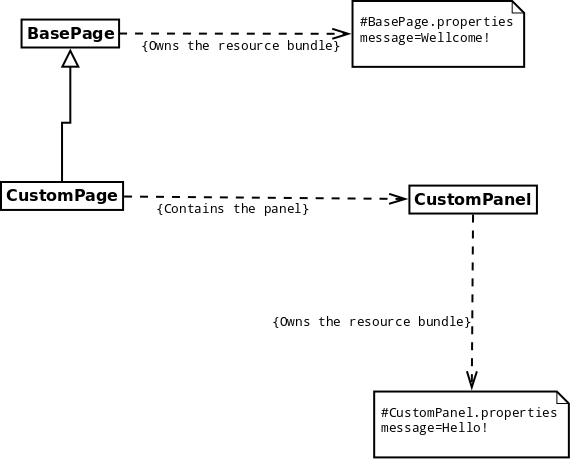 BasePage
{Owns the resource bundle}
#BasePage.properties
message=Wellcome!
CustomPage
{Contains the panel}
CustomPanel
{Owns the resource bundle}
#CustomPanel.properties
message=Hello!